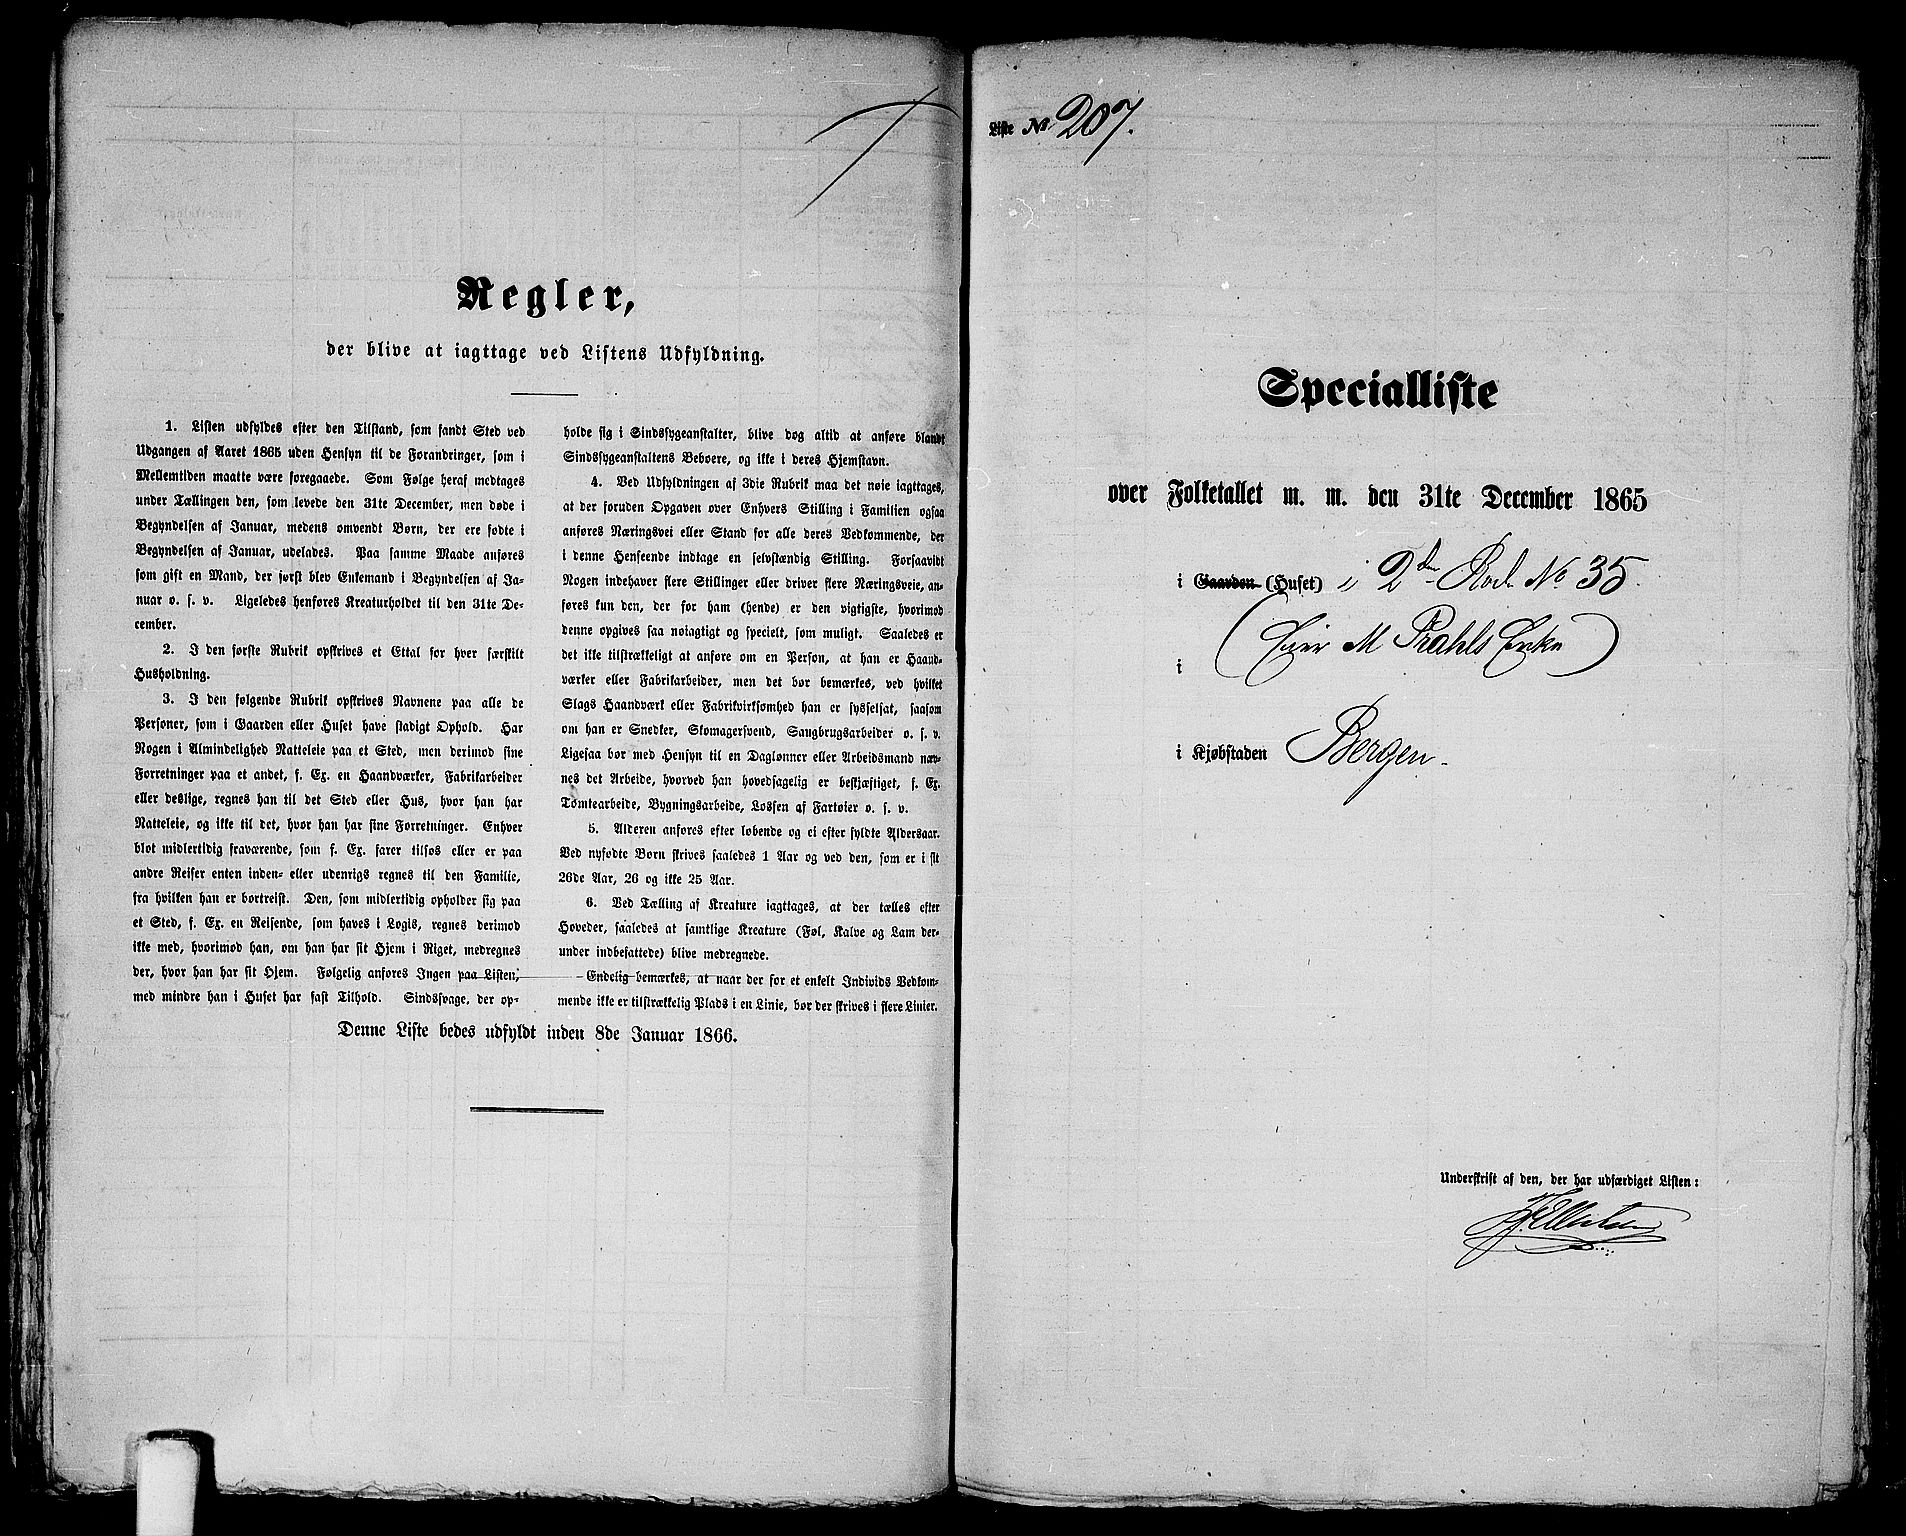 Regler,
der blive at iagttage ved Listens Udfyldning.
1. Listen udfyldes efter den Tilstand, som fandt Sted ved
Udgangen af Aaret 1865 uden Hensyn til de Forandringer, som i
Mellemtiden maatte være foregaaede. Som Følge heraf medtages
under Tællingen den, som levede den 31te December, men døde i
Begyndelsen af Januar, medens omvendt Børn, der ere fødte i
Begyndelsen af Januar, udelades. Paa samme Maade anføres
som gift en Mand, der først blev Enkemand i Begyndelsen af Ja-
nuar o. s. v. Ligeledes henføres Kreaturholdet til den 31te De-
cember.
2. I den første Rubrik opskrives et Ettal for hver særskilt
Husholdning.
3. I den følgende Rubrik opskrives Navnene paa alle de
Personer, som i Gaarden eller Huset have stadigt Ophold. Har
Nogen i Almindelighed Natteleie paa et Sted, men derimod sine
Forretninger paa et andet, f. Ex. en Haandværker, Fabrikarbeider
eller deslige, regnes han til det Sted eller Hus, hvor han har
Natteleie, og ikke til det, hvor han har sine Forretninger. Enhver
blot midlertidig fraværende, som f. Ex. farer tilsøs eller er paa
andre Reiser enten inden- eller udenrigs regnes til den Familie,
fra hvilken han er bortreist. Den, som midlertidig opholder sig paa
et Sted, f. Ex. en Reisende, som haves i Logis, regnes derimod
ikke med, hvorimod han, om han har sit Hjem i Riget, medregnes
der, hvor han har sit Hjem. Følgelig anføres Ingen paa Listen,
med mindre han i Huset har fast Tilhold. Sindssvage, der op-
holde sig i Sindssygeanstalter, blive dog altid at anføre blandt
Sindssygeanstaltens Beboere, og ikke i deres Hjemstavn.
4. Ved Udfyldningen af 3die Rubrik maa det nøie iagttages,
at der foruden Opgaven over Enhvers Stilling i Familien ogsaa
anføres Næringsvei eller Stand for alle deres Vedkommende, der
i denne Henseende indtage en selvstændig Stilling. Forsaavidt
Nogen indehaver flere Stillinger eller driver flere Næringsveie, an-
føres kun den, der for ham (hende) er den vigtigste, hvorimod
denne opgives saa nøiagtigt og specielt, som muligt. Saaledes er
det ikke tilstrækkeligt at anføre om en Person, at han er Haand-
værker eller Fabrikarbeider, men det bør bemærkes, ved hvilket
Slags Haandværk eller Fabrikvirksomhed han er sysselsat, saasom
om han er Snedker, Skomagersvend, Saugbrugsarbeider o. s. v.
Ligesaa bør med Hensyn til en Daglønner eller Arbeidsmand næv-
nes det Arbeide, hvorved han hovedsagelig er beskjæftiget, f. Ex.
Tømtearbeide, Bygningsarbeide, Lossen af Fartøier o. s. v.
5. Alderen anføres efter løbende og ei efter fyldte Aldersaar.
Ved nyfødte Børn skrives saaledes 1 Aar og ved den, som er i sit
26de Aar, 26 og ikke 25 Aar.
6. Ved Tælling af Kreature iagttages, at der tælles efter
Hoveder, saaledes at samtlige Kreature (Føl, Kalve og Lam der-
under indbefattede) blive medregnede.
Endelig bemærkes, at naar der for et enkelt Individs Vedkom-
mende ikke er tilstrækkelig Plads i en Linie, bør der skrives i flere Linier.
Denne Liste bedes udfyldt inden 8de Januar 1866.
Liste No 207.
Specialliste
over Folketallet m. m. den 31te December 1865
i Gaarden (Huset) i 2den Rode No 35
(Eier M Prahls Enke)
i
i Kjøbstaden Bergen.
Underskrift af den, der har udfærdiget Listen: